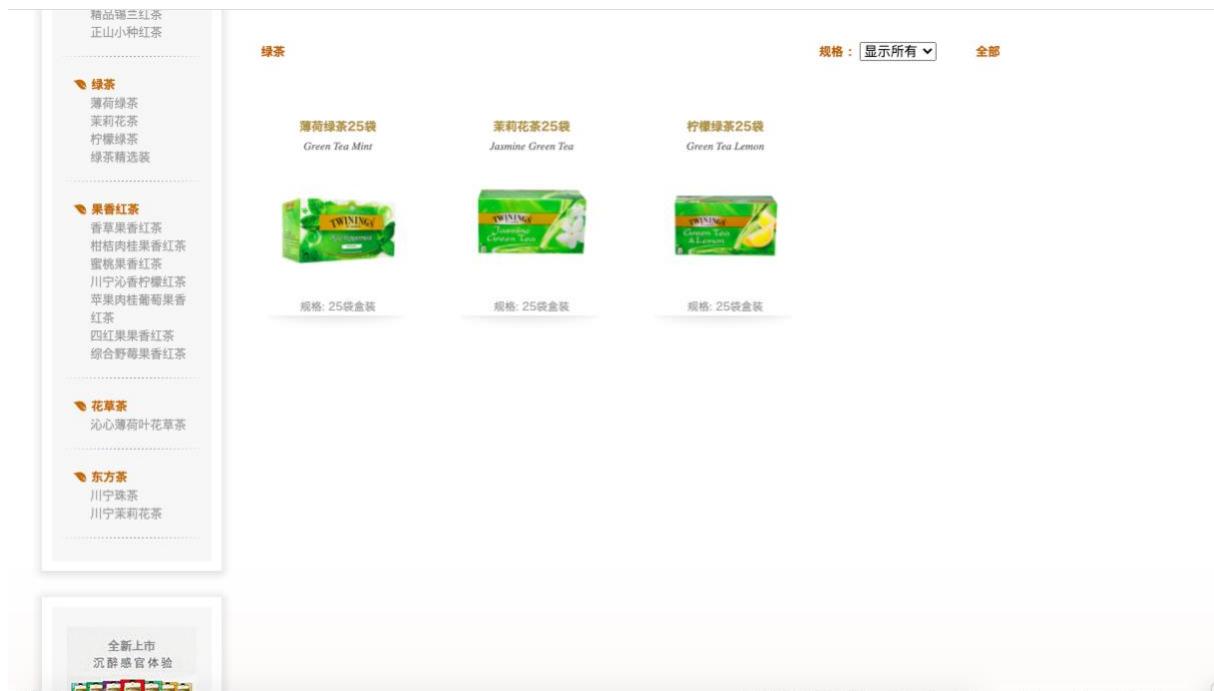 精品锡兰红茶
正山小种红茶
绿茶
薄荷绿茶
茉莉花茶
柠檬绿茶
绿茶精选装
果香红茶
香草果香红茶
柑桔肉桂果香红茶
蜜桃果香红茶
川宁沁香柠檬红茶
苹果肉桂葡萄果香
红茶
四红果果香红茶
综合野莓果香红茶
花草茶
沁心薄荷叶花草茶
东方茶
川宁珠茶
川宁茉莉花茶
全新上市
沉醉感官体验
绿茶
规格： 显示所有
全部
薄荷绿茶25袋
Green Tea Mint
TWININGS
规格: 25袋盒装
茉莉花茶25袋
Jasmine Green Tea
TWININGS
Jasmine
Green Tea
规格: 25袋盒装
柠檬绿茶25袋
Green Tea Lemon
TWININGS
Green Tea
& Lemon
规格: 25袋盒装